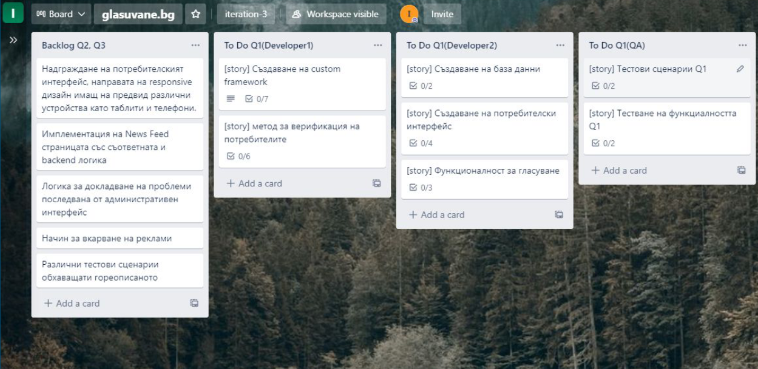 I Board glasuvane.bg iteration-3 Workspace visible I Invite
Backlog Q2, Q3
Надграждане на потребителският
интерфейс, направата на responsive
дизайн имащ на предвид различни
устройства като таблити и телефони.
Имплементация на News Feed
страницата със съответната и
backend логика
Логика за докладване на проблеми
последвана от административен
интерфейс
Начин за вкарване на реклами
Различни тестови сценарии
обхаващати гореописаното
+ Add a card
To Do Q1(Developer1)
[story] Създаване на custom
framework
0/7
[story] метод за верификация на
потребителите
0/6
+ Add a card
To Do Q1(Developer2)
[story] Създаване на база данни
0/2
[story] Създаване на потребителски
интерфейс
0/4
[story] Функционалност за гласуване
0/3
+ Add a card
To Do Q1(QA)
[story] Тестови сценарии Q1
0/2
[story] Тестване на функциалността
Q1
0/2
+ Add a card